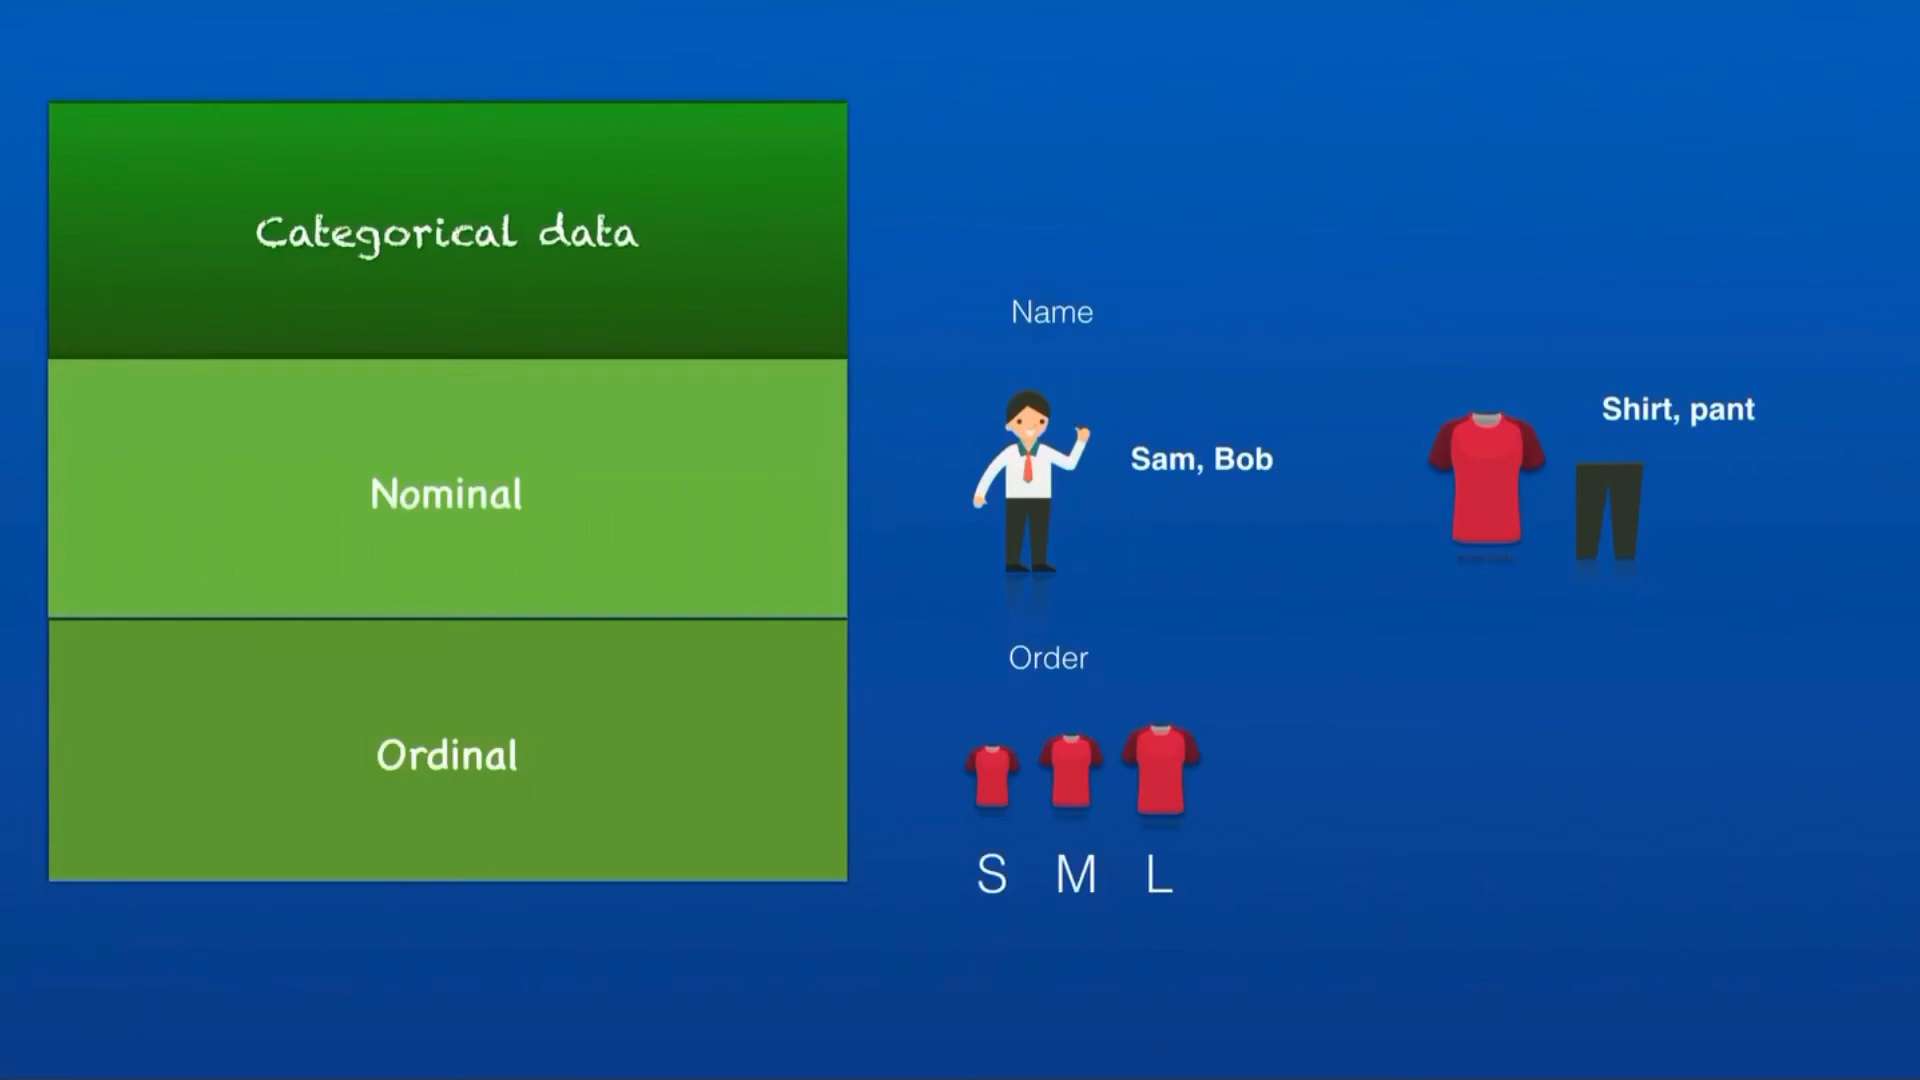 Categorical data
Name
Shirt, pant
Sam, Bob
Nominal
Order
Ordinal
S M L